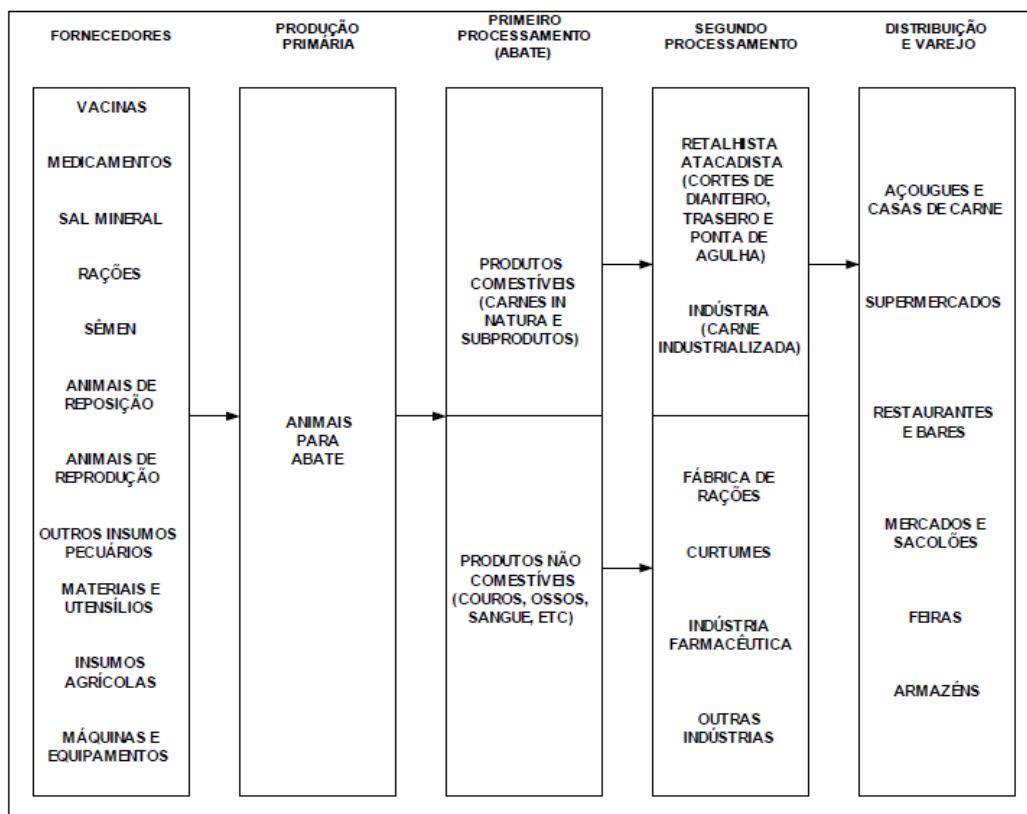 FORNECEDORES
PRODUÇÃO
PRIMÁRIA
PRIMEIRO
PROCESSAMENTO
(ABATE)
SEGUNDO
PROCESSAMENTO
DISTRIBUIÇÃO
E VAREJO
VACINAS
MEDICAMENTOS
SAL MINERAL
RAÇÕES
SÊMEN
ANIMAIS DE
REPOSIÇÃO
ANIMAIS DE
REPRODUÇÃO
OUTROS INSUMOS
PECUÁRIOS
MATERIAIS E
UTENSÍLIOS
INSUMOS
AGRÍCOLAS
MÁQUINAS E
EQUIPAMENTOS
ANIMAIS
PARA
ABATE
PRODUTOS
COMESTÍVEIS
(CARNES IN
NATURA E
SUBPRODUTOS)
PRODUTOS NÃO
COMESTÍVEIS
(COUROS, OSSOS,
SANGUE, ETC)
RETALHISTA
ATACADISTA
(CORTES DE
DIANTEIRO,
TRASEIRO E
PONTA DE
AGULHA)
INDÚSTRIA
(CARNE
INDUSTRIALIZADA)
FÁBRICA DE
RAÇÕES
CURTUMES
INDÚSTRIA
FARMACÊUTICA
OUTRAS
INDÚSTRIAS
AÇOUGUES E
CASAS DE CARNE
SUPERMERCADOS
RESTAURANTES
E BARES
MERCADOS E
SACOLÕES
FEIRAS
ARMAZÉNS